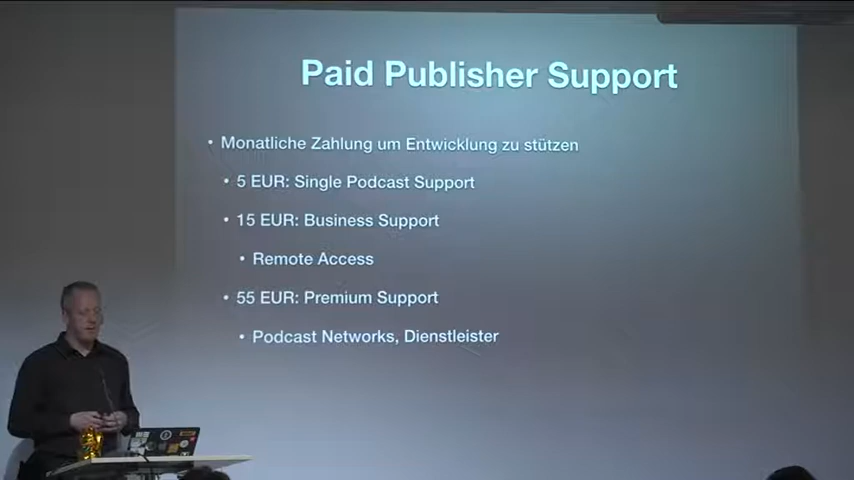 Paid Publisher Support
• Monatliche Zahlung um Entwicklung zu stützen
• 5 EUR: Single Podcast Support
• 15 EUR: Business Support
• Remote Access
• 55 EUR: Premium Support
• Podcast Networks, Dienstleister